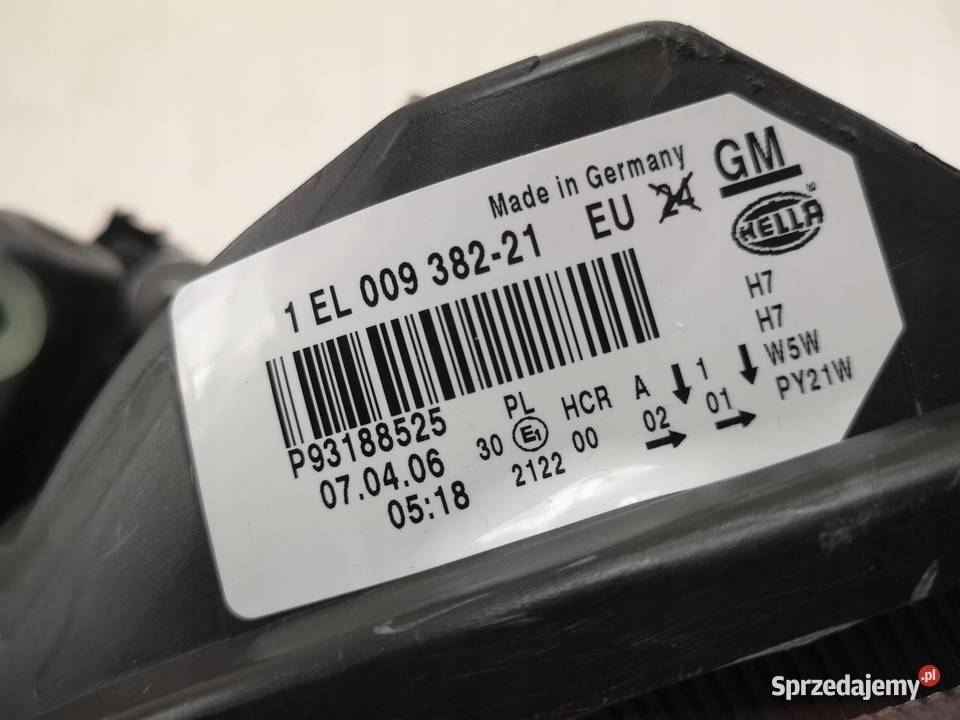 Made in Germany
GM
1 EL 009 382-21 EU 24
HELLA
P93188525
07.04.06
05:18
PL
30 E1 00
2122
HCR A 1
02 01
H7
H7
W5W
PY21W
Sprzedajemy.pl